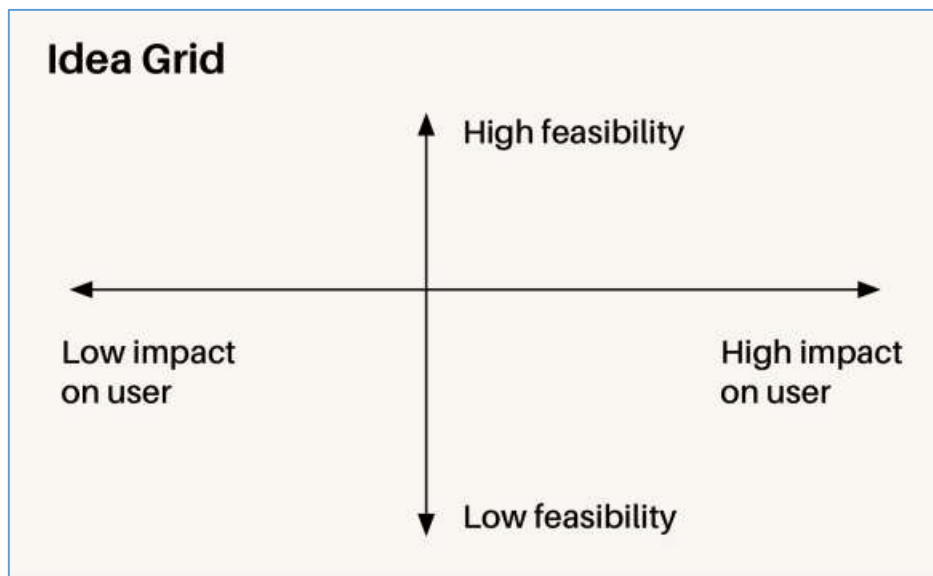 Idea Grid
High feasibility
Low impact
on user
High impact
on user
Low feasibility